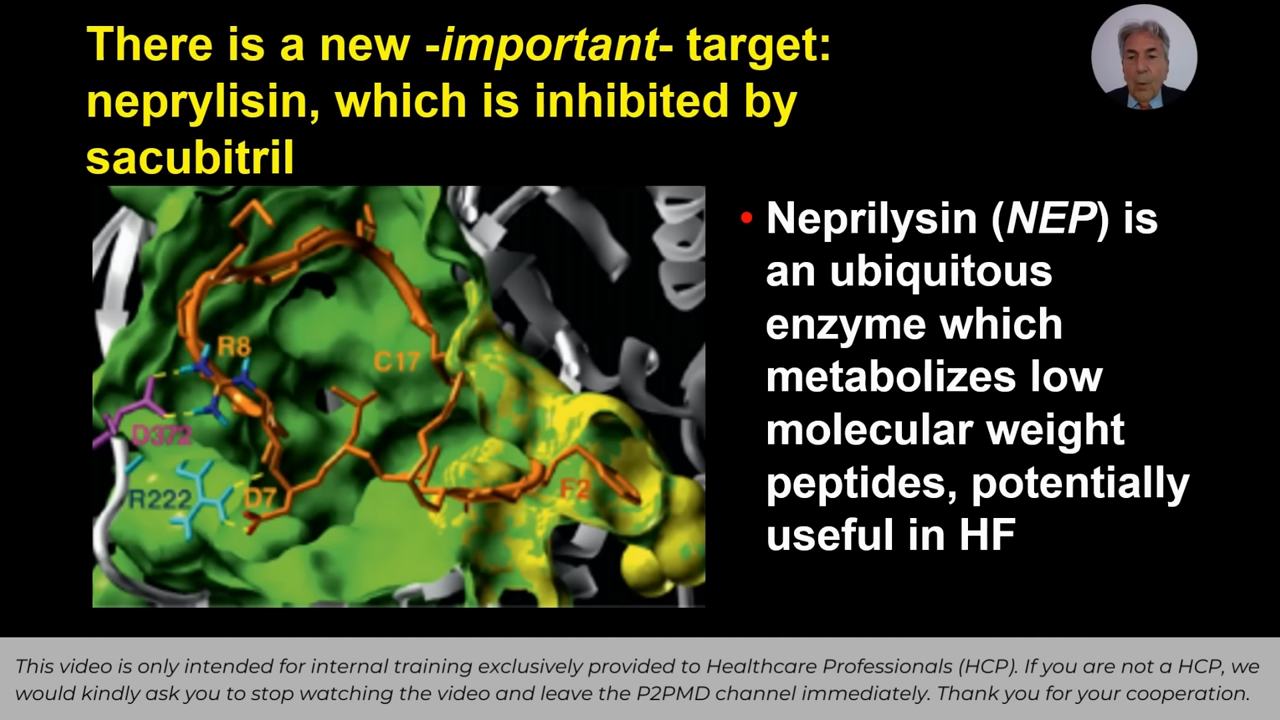 There is a new -important- target:
neprylisin, which is inhibited by
sacubitril
• Neprilysin (NEP) is
an ubiquitous
enzyme which
metabolizes low
molecular weight
peptides, potentially
useful in HF
R8
C17
D372
R222
D7
F2
This video is only intended for internal training exclusively provided to Healthcare Professionals (HCP). If you are not a HCP, we
would kindly ask you to stop watching the video and leave the P2PMD channel immediately. Thank you for your cooperation.